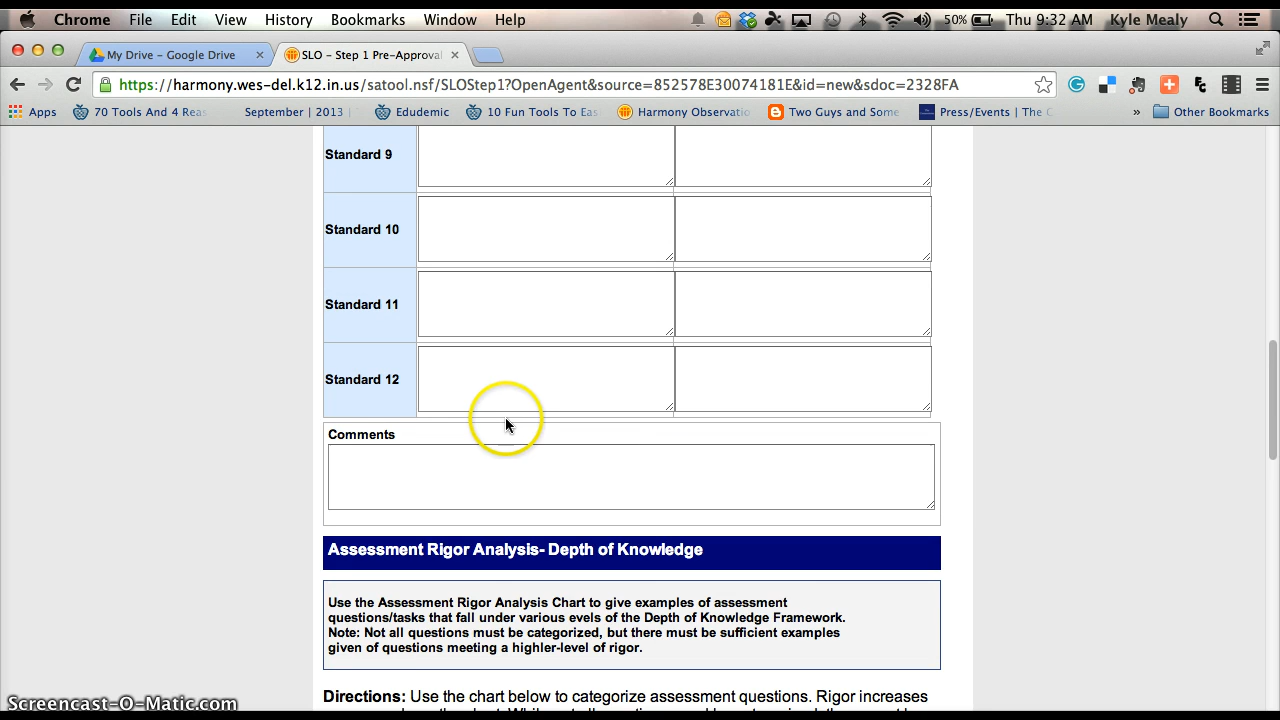 Chrome File Edit View History Bookmarks Window Help 50% Thu 9:32 AM Kyle Mealy
My Drive – Google Drive × SLO – Step 1 Pre-Approval ×
https://harmony.wes-del.k12.in.us/satool.nsf/SLOStep1?OpenAgent&source=852578E30074181E&id=new&sdoc=2328FA
Apps 70 Tools And 4 Reas September | 2013 Edudemic 10 Fun Tools To Eas Harmony Observatio Two Guys and Some Press/Events | The C » Other Bookmarks
Standard 9
Standard 10
Standard 11
Standard 12
Comments
Assessment Rigor Analysis- Depth of Knowledge
Use the Assessment Rigor Analysis Chart to give examples of assessment
questions/tasks that fall under various evels of the Depth of Knowledge Framework.
Note: Not all questions must be categorized, but there must be sufficient examples
given of questions meeting a highler-level of rigor.
Directions: Use the chart below to categorize assessment questions. Rigor increases
Screencast-O-Matic.com